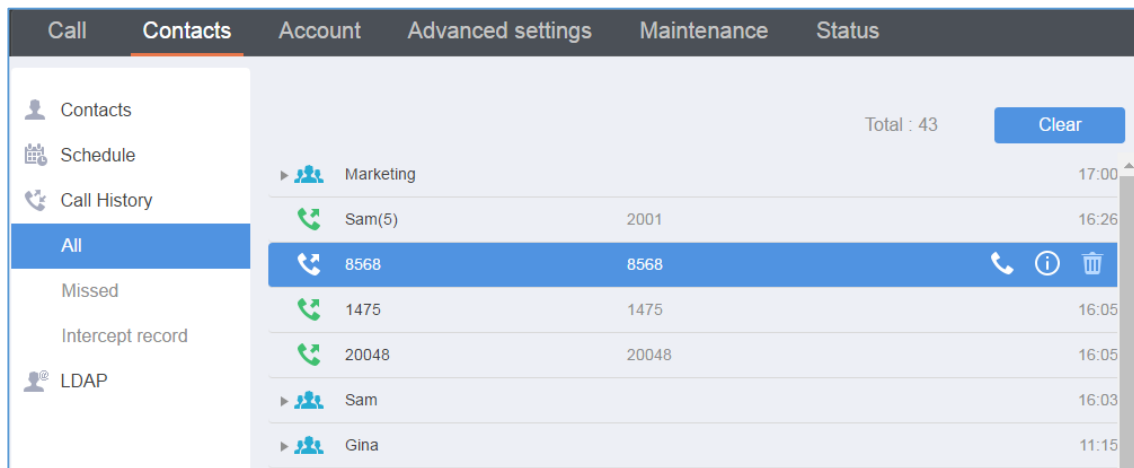 Call Contacts Account Advanced settings Maintenance Status
Contacts
Schedule
Call History
All
Missed
Intercept record
LDAP
Total : 43 Clear
Marketing 17:00
Sam(5) 2001 16:26
8568 8568
1475 1475 16:05
20048 20048 16:05
Sam 16:03
Gina 11:15